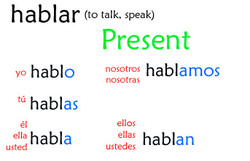 hablar (to talk, speak)
Present
yo hablo
nosotros
nosotras
hablamos
tú hablas
él
ella
usted
habla
ellos
ellas
ustedes
hablan